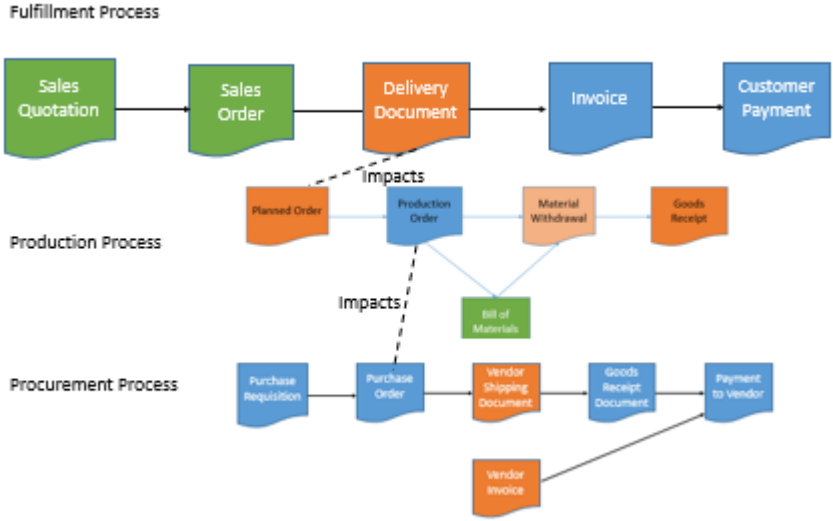 Fulfillment Process
Sales
Quotation
Sales
Order
Delivery
Document
Invoice
Customer
Payment
Impacts
Planned Order
Production
Order
Material
Withdrawal
Goods
Receipt
Production Process
Impacts
Bill of
Materials
Procurement Process
Purchase
Requisition
Purchase
Order
Vendor
Shipping
Document
Goods
Receipt
Document
Payment
to Vendor
Vendor
Invoice